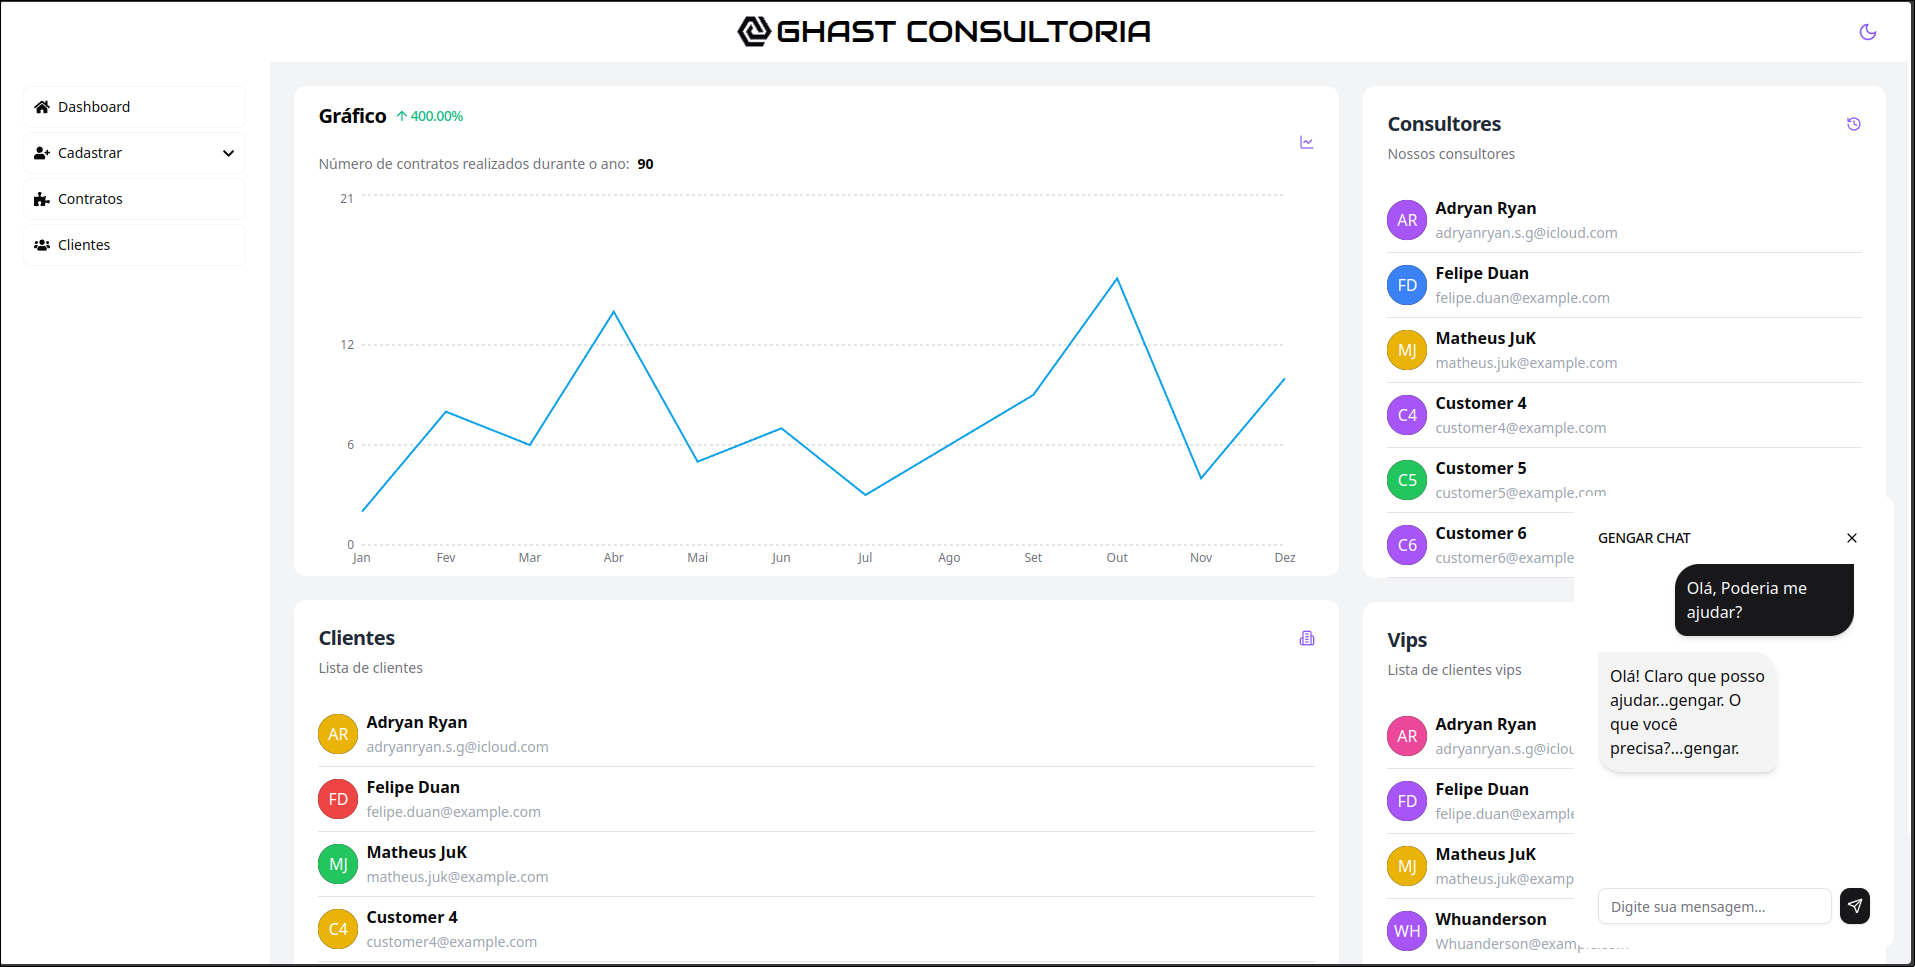 GHAST CONSULTORIA
Dashboard
Cadastrar
Contratos
Clientes
Gráfico 400.00%
Número de contratos realizados durante o ano: 90
21
12
6
0
Jan Fev Mar Abr Mai Jun Jul Ago Set Out Nov Dez
Consultores
Nossos consultores
AR Adryan Ryan
adryanryan.s.g@icloud.com
FD Felipe Duan
felipe.duan@example.com
MJ Matheus JuK
matheus.juk@example.com
C4 Customer 4
customer4@example.com
C5 Customer 5
customer5@example.com
C6 Customer 6
customer6@example
Clientes
Lista de clientes
AR Adryan Ryan
adryanryan.s.g@icloud.com
FD Felipe Duan
felipe.duan@example.com
MJ Matheus JuK
matheus.juk@example.com
C4 Customer 4
customer4@example.com
Vips
Lista de clientes vips
AR Adryan Ryan
adryanryan.s.g@iclou
FD Felipe Duan
felipe.duan@example
MJ Matheus JuK
matheus.juk@examp
WH Whuanderson
Whuanderson@example.com
GENGAR CHAT
Olá, Poderia me
ajudar?
Olá! Claro que posso
ajudar...gengar. O
que você
precisa?...gengar.
Digite sua mensagem...